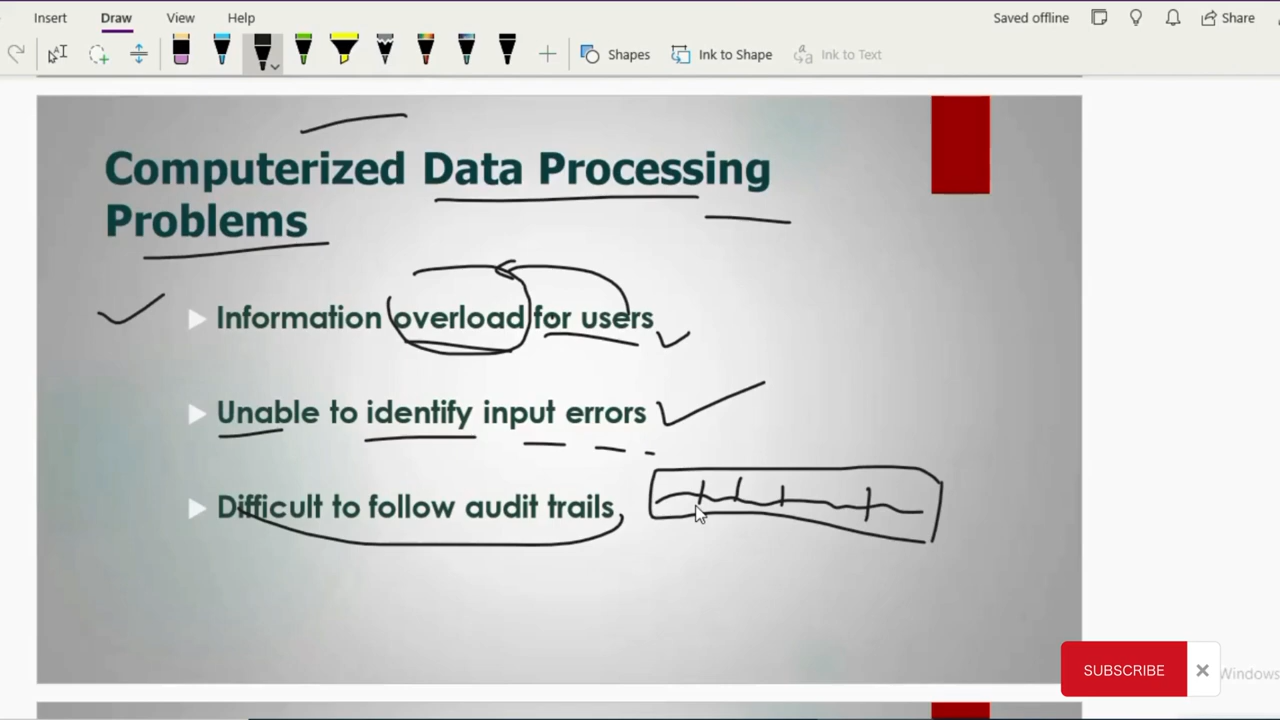 Insert Draw View Help Saved offline Share
Shapes Ink to Shape Ink to Text
Computerized Data Processing
Problems
Information overload for users
Unable to identify input errors
Difficult to follow audit trails
SUBSCRIBE
Windows